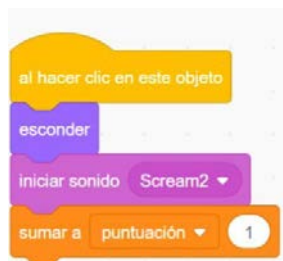 al hacer clic en este objeto
esconder
iniciar sonido Scream2
sumar a puntuación 1